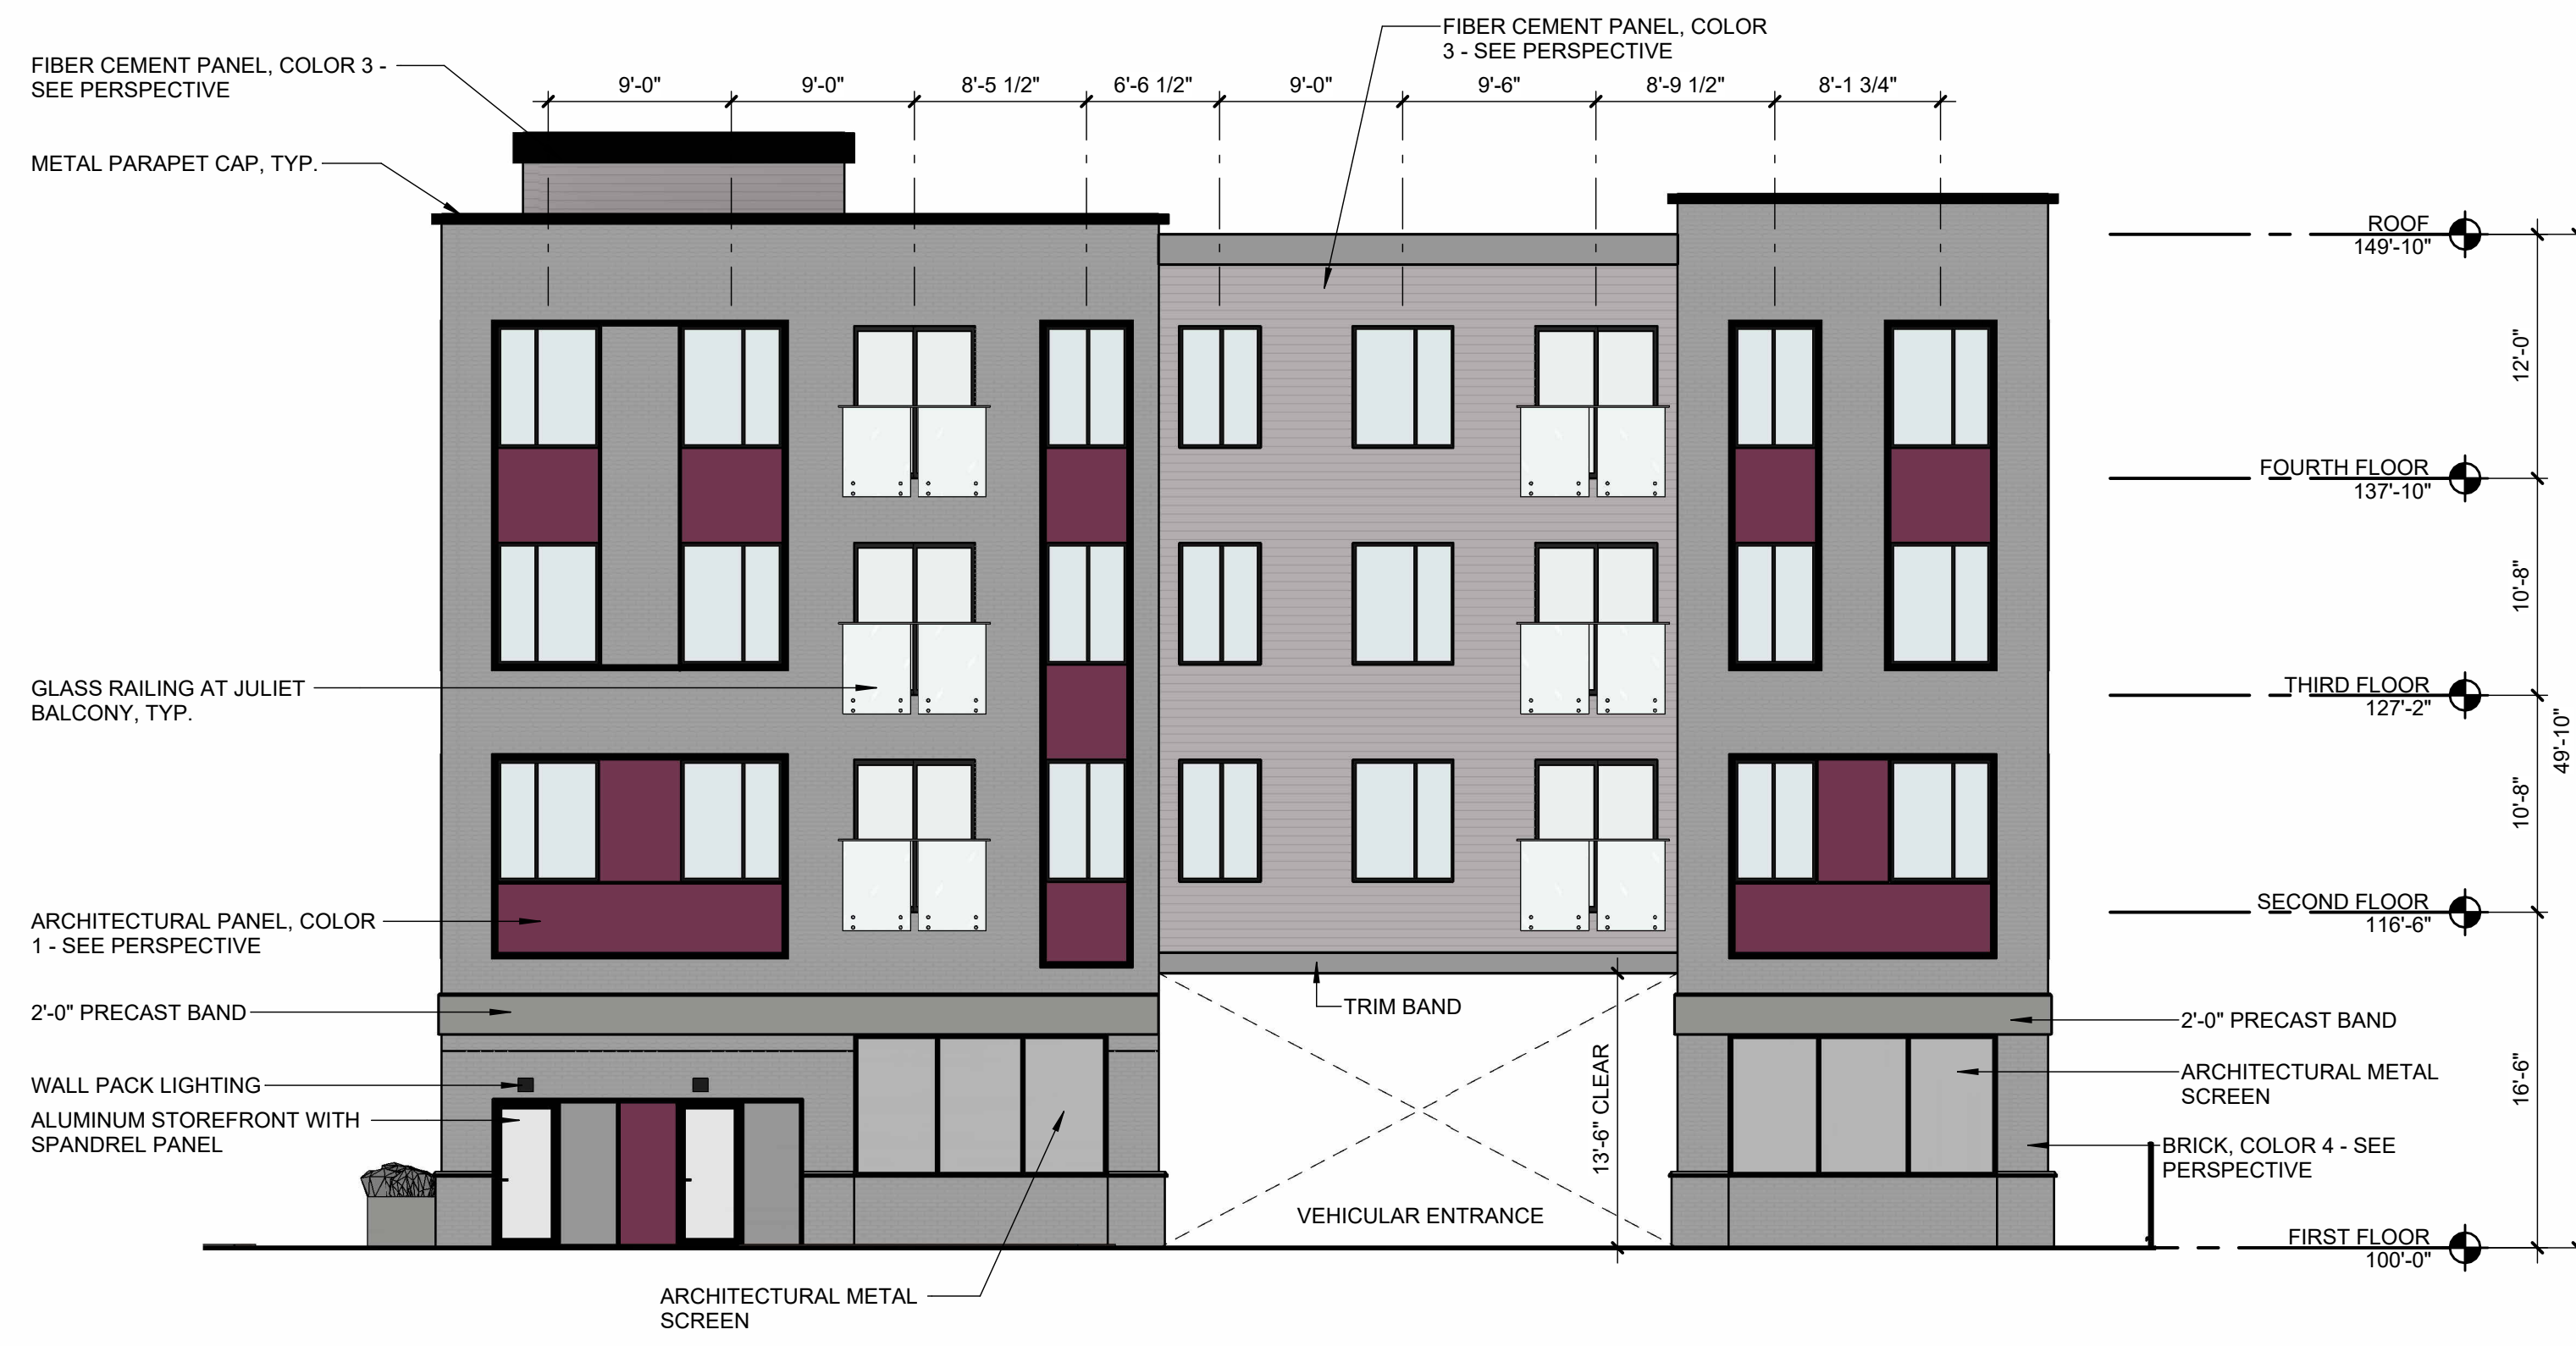 FIBER CEMENT PANEL, COLOR
3 - SEE PERSPECTIVE
FIBER CEMENT PANEL, COLOR 3 -
SEE PERSPECTIVE
9'-0"
9'-0"
8'-5 1/2"
6'-6 1/2"
9'-0"
9'-6"
8'-9 1/2"
8'-1 3/4"
METAL PARAPET CAP, TYP.
ROOF
149'-10"
12'-0"
FOURTH FLOOR
137'-10"
10'-8"
GLASS RAILING AT JULIET
BALCONY, TYP.
THIRD FLOOR
127'-2"
49'-10"
10'-8"
ARCHITECTURAL PANEL, COLOR
1 - SEE PERSPECTIVE
SECOND FLOOR
116'-6"
2'-0" PRECAST BAND
TRIM BAND
2'-0" PRECAST BAND
WALL PACK LIGHTING
ALUMINUM STOREFRONT WITH
SPANDREL PANEL
13'-6" CLEAR
ARCHITECTURAL METAL
SCREEN
16'-6"
BRICK, COLOR 4 - SEE
PERSPECTIVE
VEHICULAR ENTRANCE
FIRST FLOOR
100'-0"
ARCHITECTURAL METAL
SCREEN